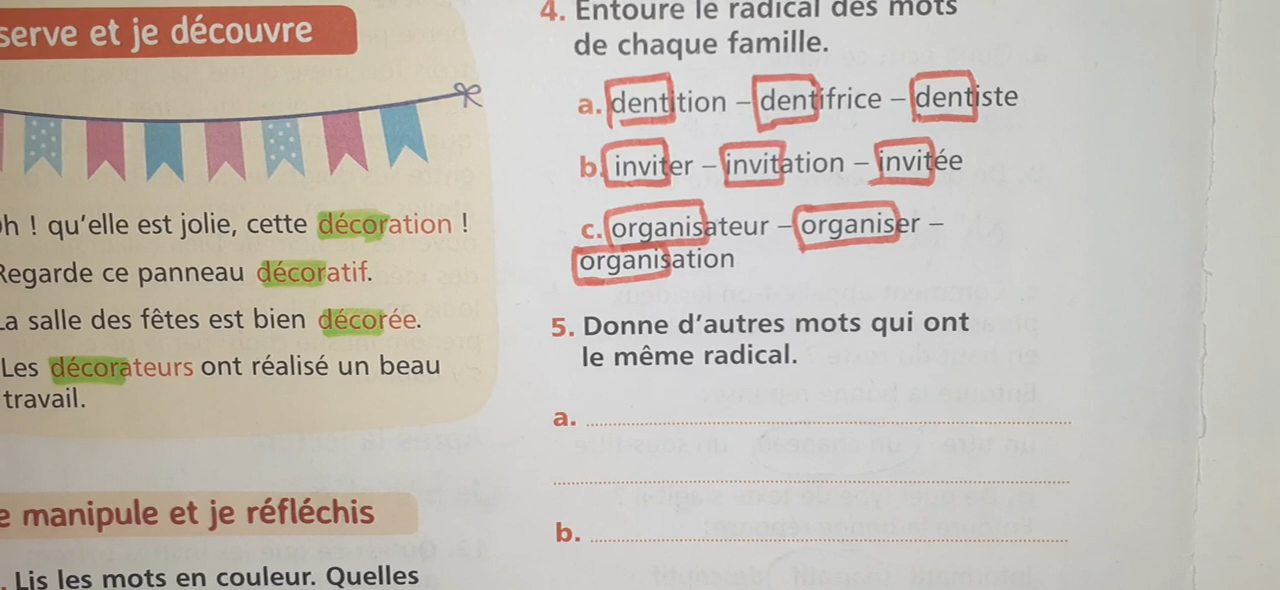 serve et je découvre
h ! qu'elle est jolie, cette décoration !
Regarde ce panneau décoratif.
La salle des fêtes est bien décorée.
Les décorateurs ont réalisé un beau
travail.
e manipule et je réfléchis
. Lis les mots en couleur. Quelles
4. Entoure le radical des mots
de chaque famille.
a. dentition – dentifrice – dentiste
b. inviter – invitation – invitée
c. organisateur – organiser –
organisation
5. Donne d'autres mots qui ont
le même radical.
a.
b.